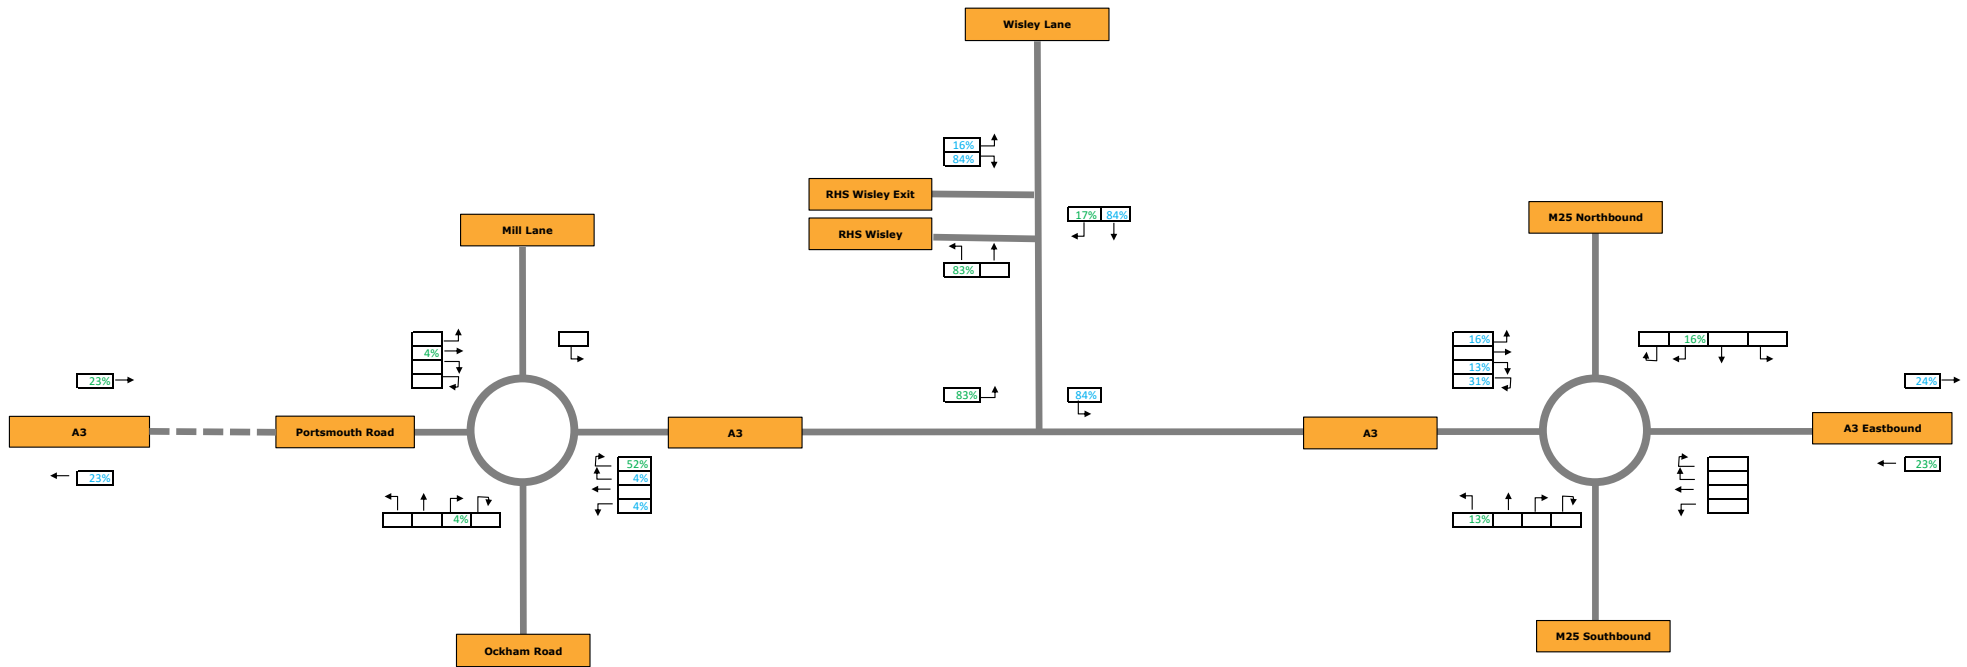 Wisley Lane
16%
84%
RHS Wisley Exit
17% 84%
RHS Wisley
83%
Mill Lane
M25 Northbound
4%
16%
13%
31%
16%
23%
83%
84%
24%
A3
Portsmouth Road
A3
A3
A3 Eastbound
23%
52%
4%
4%
4%
23%
13%
Ockham Road
M25 Southbound